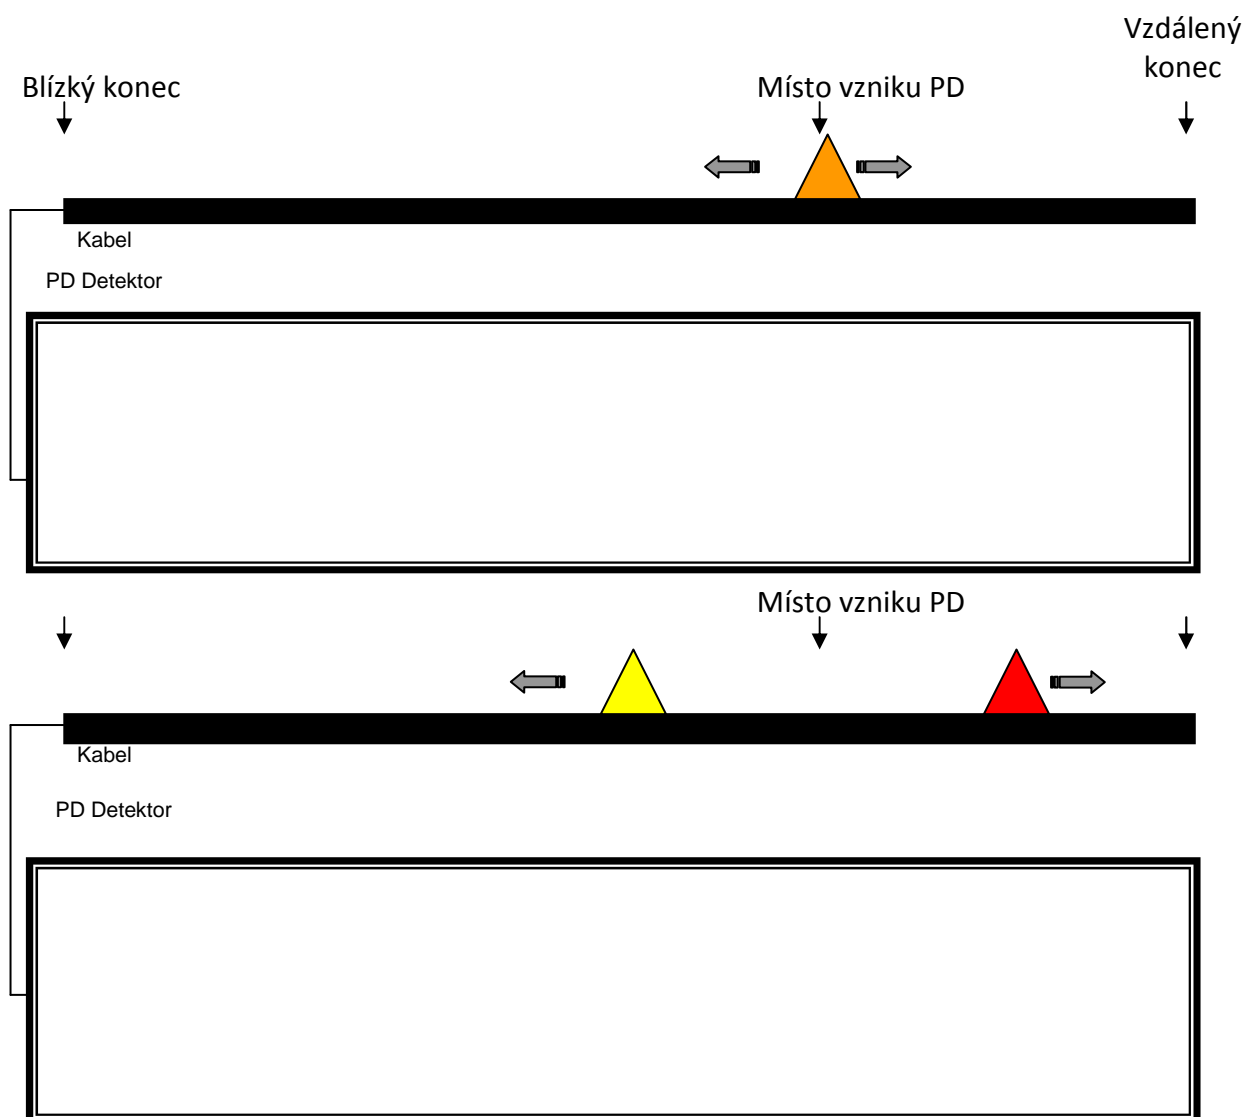 Vzdálený
konec
Blízký konec
Místo vzniku PD
Kabel
PD Detektor
Místo vzniku PD
Kabel
PD Detektor